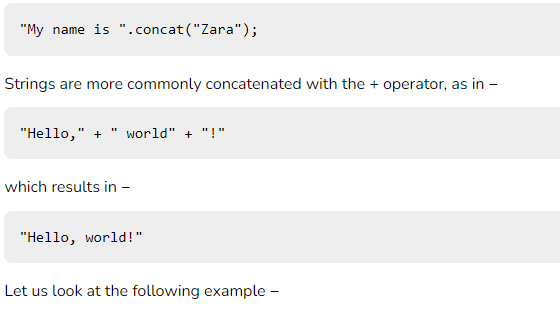 "My name is ".concat("Zara");
Strings are more commonly concatenated with the + operator, as in −
"Hello," + " world" + "!"
which results in −
"Hello, world!"
Let us look at the following example −